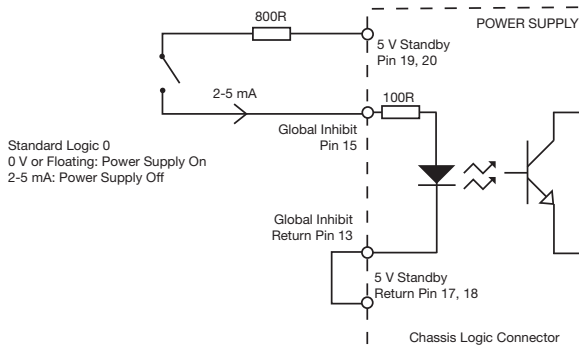 800R
POWER SUPPLY
5 V Standby
Pin 19, 20
2-5 mA
100R
Global Inhibit
Pin 15
Standard Logic 0
0 V or Floating: Power Supply On
2-5 mA: Power Supply Off
Global Inhibit
Return Pin 13
5 V Standby
Return Pin 17, 18
Chassis Logic Connector